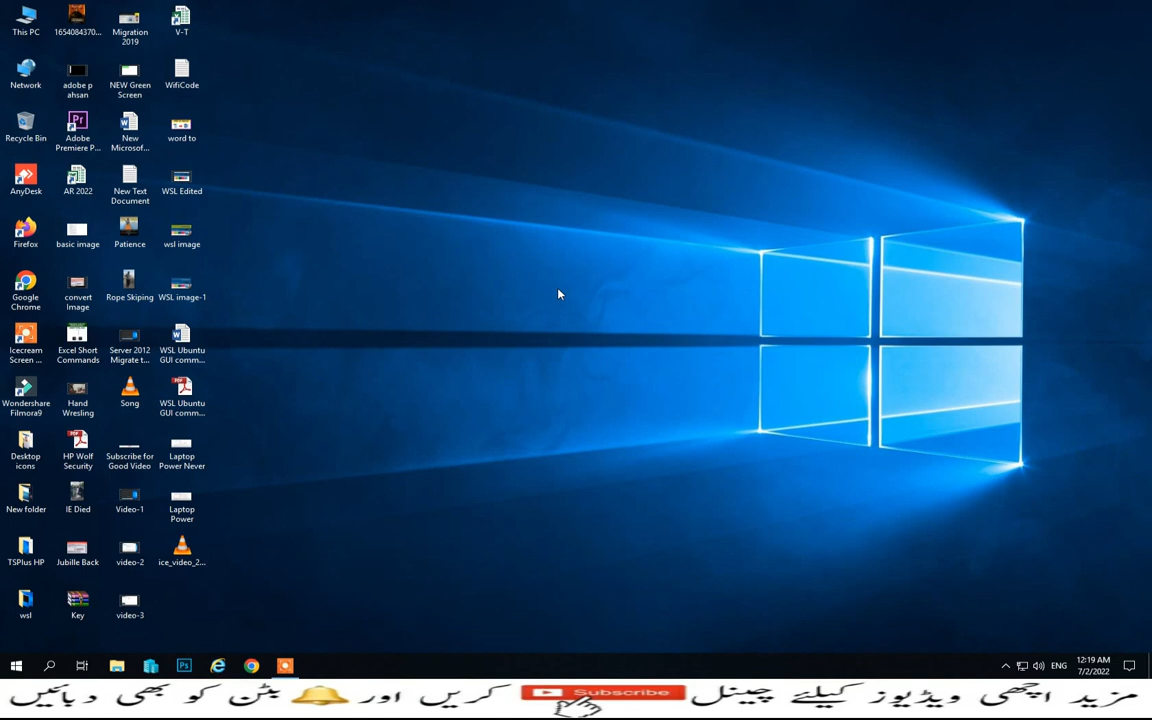 This PC
1654084370...
Migration 2019
V-T
Network
adobe p ahsan
NEW Green Screen
WifiCode
Recycle Bin
Adobe Premiere P...
New Microsof...
word to
AnyDesk
AR 2022
New Text Document
WSL Edited
Firefox
basic image
Patience
wsl image
Google Chrome
convert Image
Rope Skiping
WSL image-1
Icecream Screen ...
Excel Short Commands
Server 2012 Migrate t...
WSL Ubuntu GUI comm...
Wondershare Filmora9
Hand Wresling
Song
WSL Ubuntu GUI comm...
Desktop icons
HP Wolf Security
Subscribe for Good Video
Laptop Power Never
New folder
IE Died
Video-1
Laptop Power
TSPlus HP
Jubille Back
video-2
ice_video_2...
wsl
Key
video-3
ENG
12:19 AM
7/2/2022
مزید اچھی ویڈیوز کیلئے چینل Subscribe کریں اور بٹن کو بھی دبائیں